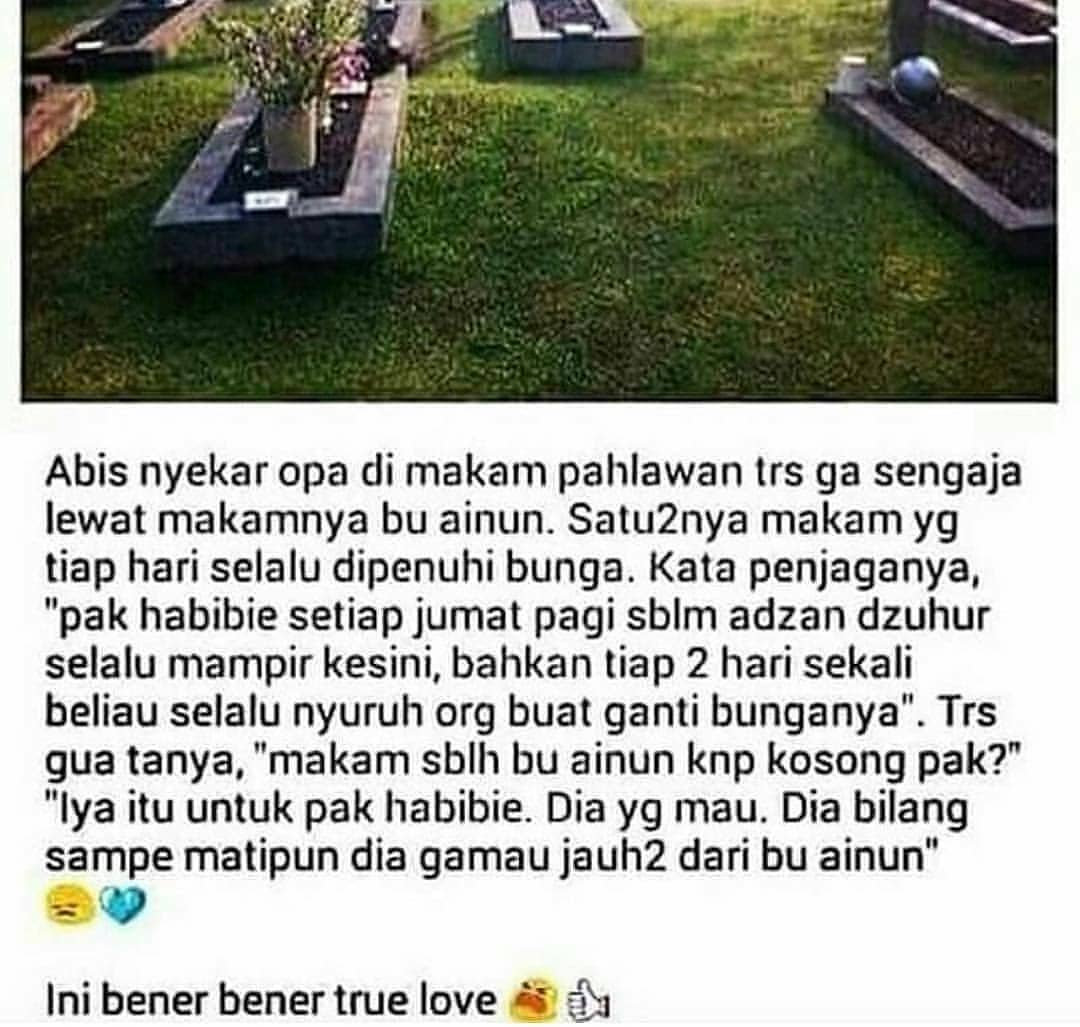 Abis nyekar opa di makam pahlawan trs ga sengaja
lewat makamnya bu ainun. Satu2nya makam yg
tiap hari selalu dipenuhi bunga. Kata penjaganya,
"pak habibie setiap jumat pagi sblm adzan dzuhur
selalu mampir kesini, bahkan tiap 2 hari sekali
beliau selalu nyuruh org buat ganti bunganya". Trs
gua tanya, "makam sblh bu ainun knp kosong pak?"
"Iya itu untuk pak habibie. Dia yg mau. Dia bilang
sampe matipun dia gamau jauh2 dari bu ainun"
😞💙
Ini bener bener true love 😫👍